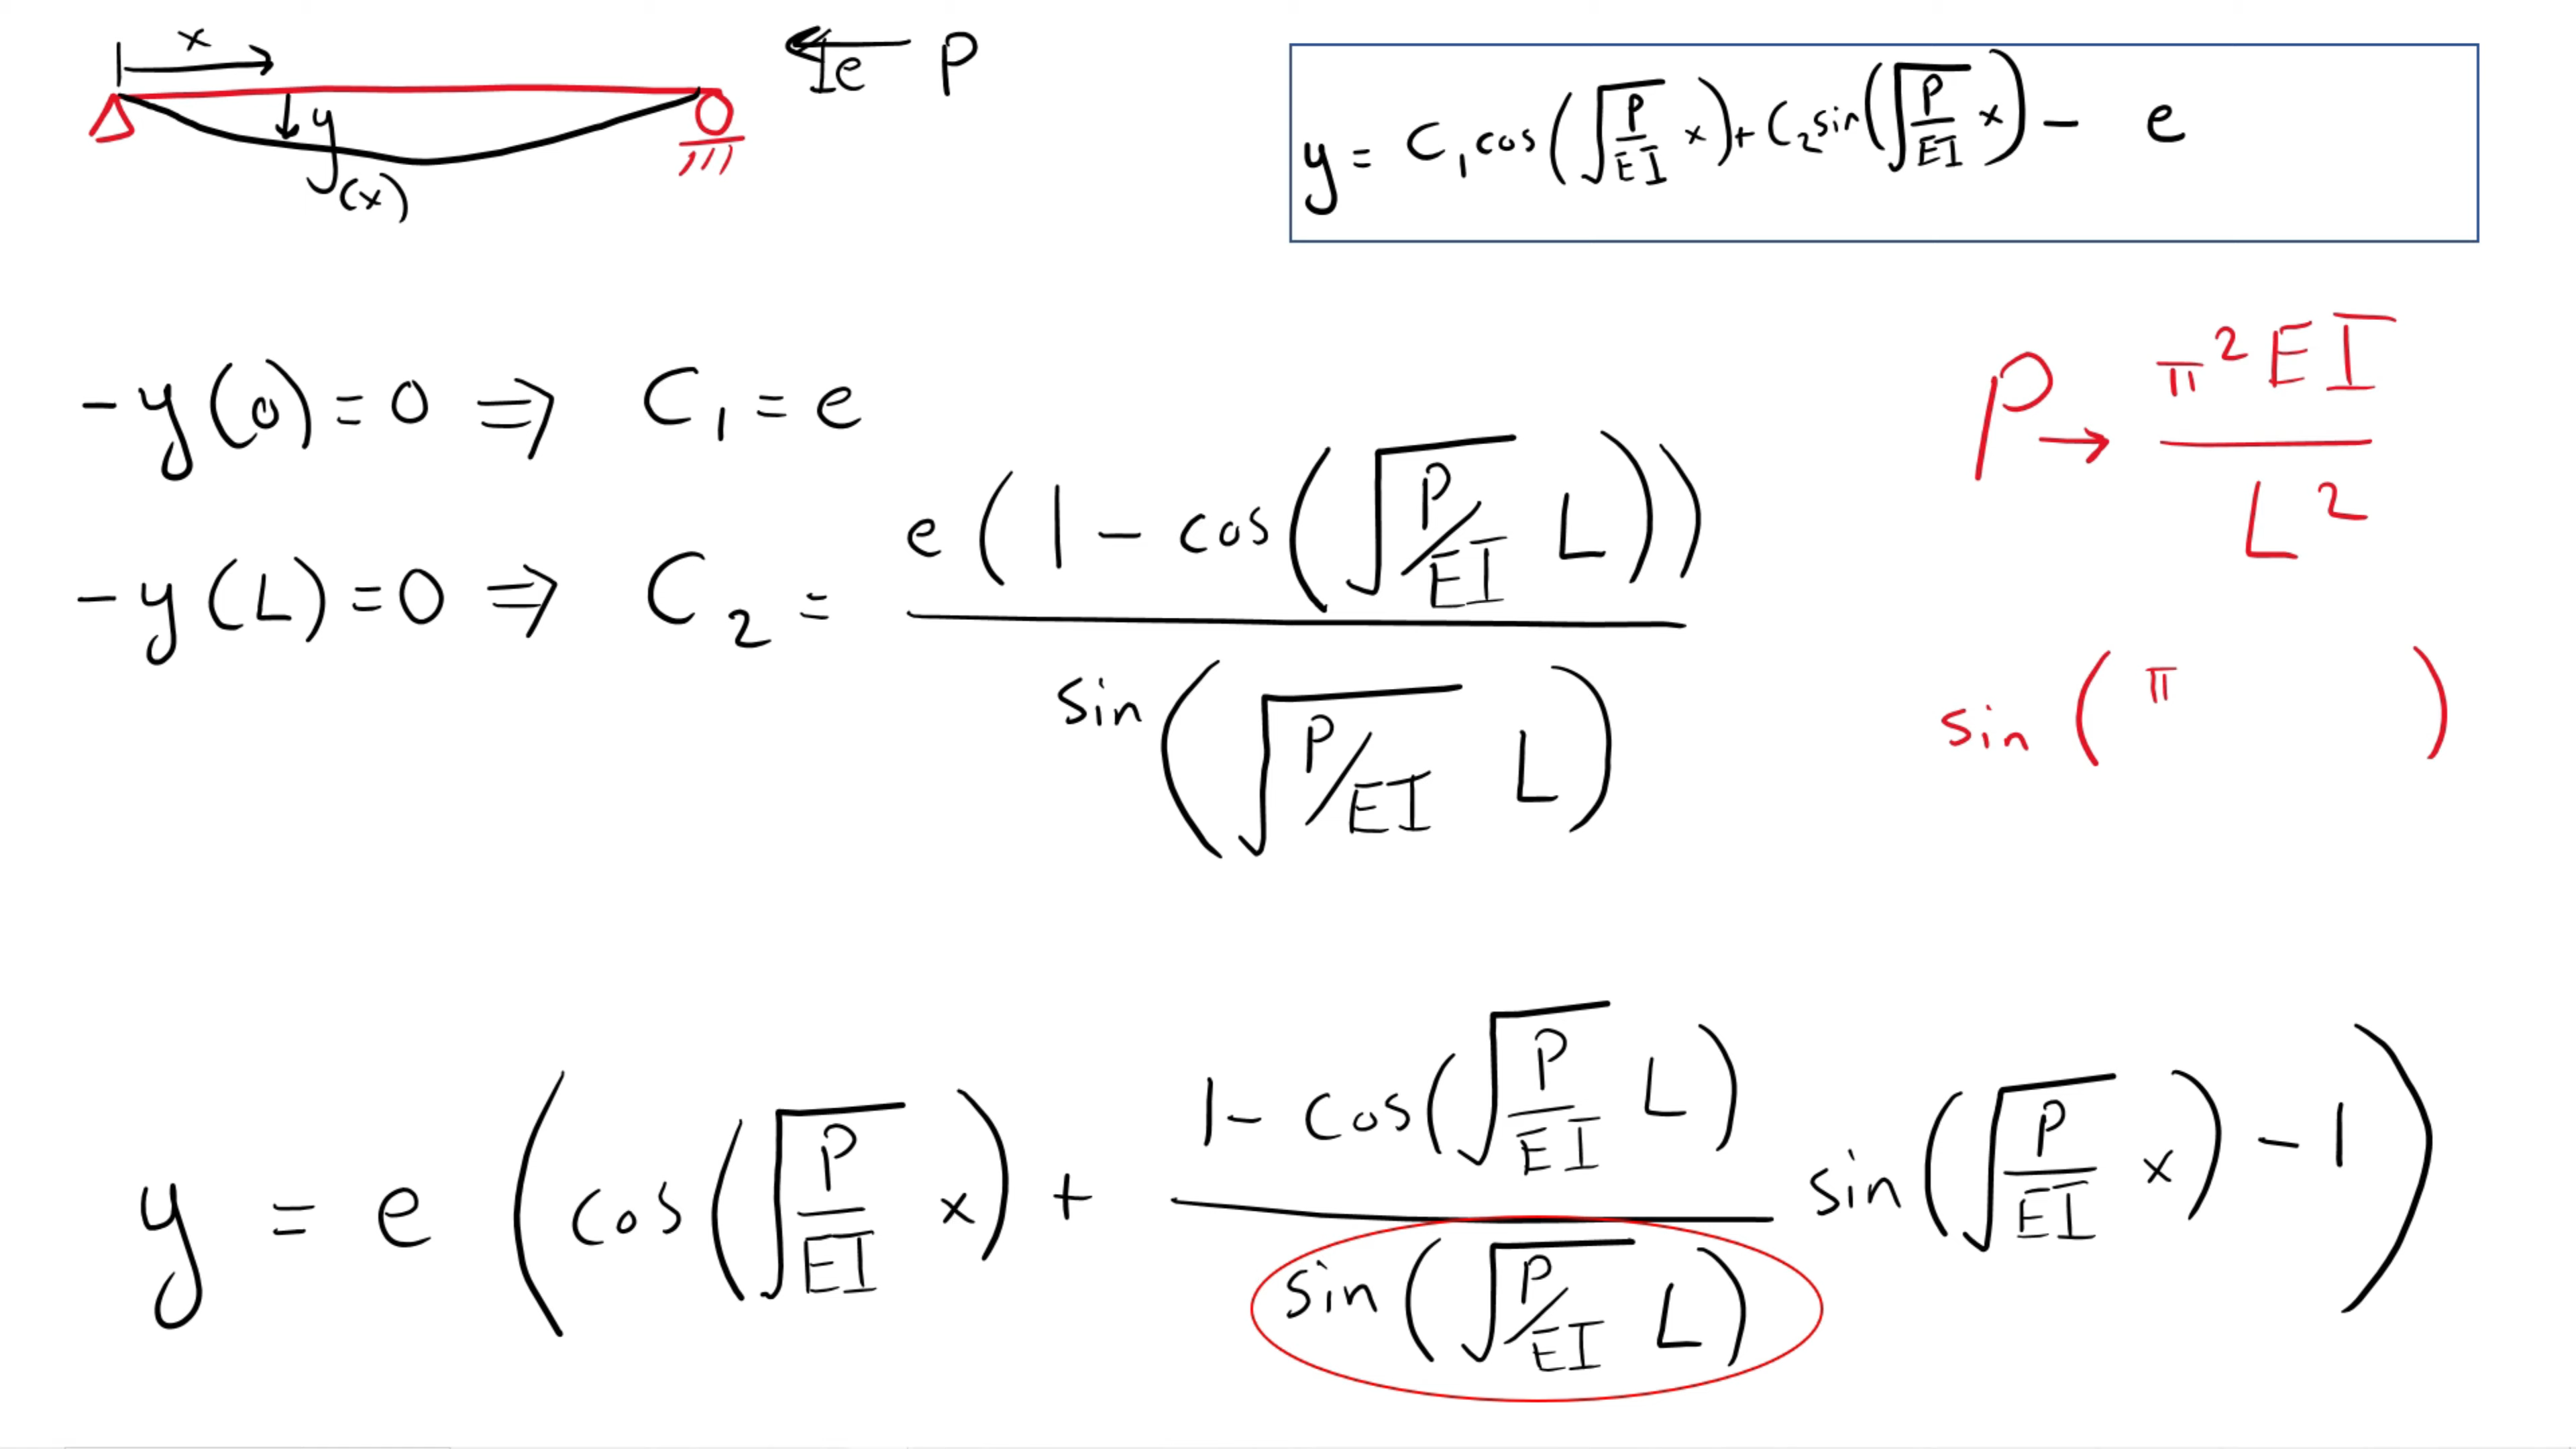 x
e P
y
y(x)
y = C₁cos(√(P/EI) x) + C₂sin(√(P/EI) x) - e
-y(0) = 0 ⇒ C₁ = e
-y(L) = 0 ⇒ C₂ = e(1 - cos(√(P/EI) L)) / sin(√(P/EI) L)
P → π²EI / L²
sin(π )
y = e (cos(√(P/EI) x) + (1 - cos(√(P/EI) L)) / sin(√(P/EI) L) sin(√(P/EI) x) - 1)